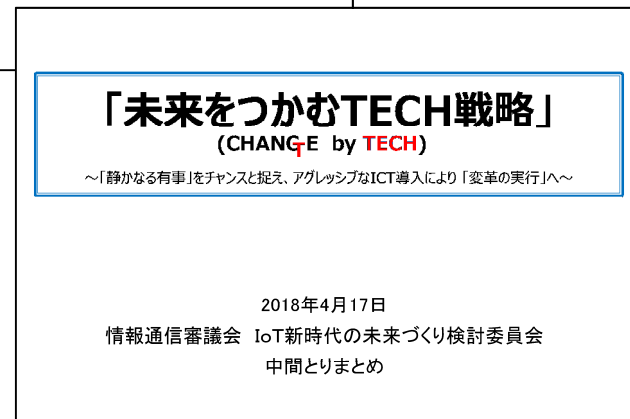 「未来をつかむTECH戦略」
(CHANGTE by TECH)
～「静かなる有事」をチャンスと捉え、アグレッシブなICT導入により「変革の実行」へ～
2018年4月17日
情報通信審議会 IoT新時代の未来づくり検討委員会
中間とりまとめ